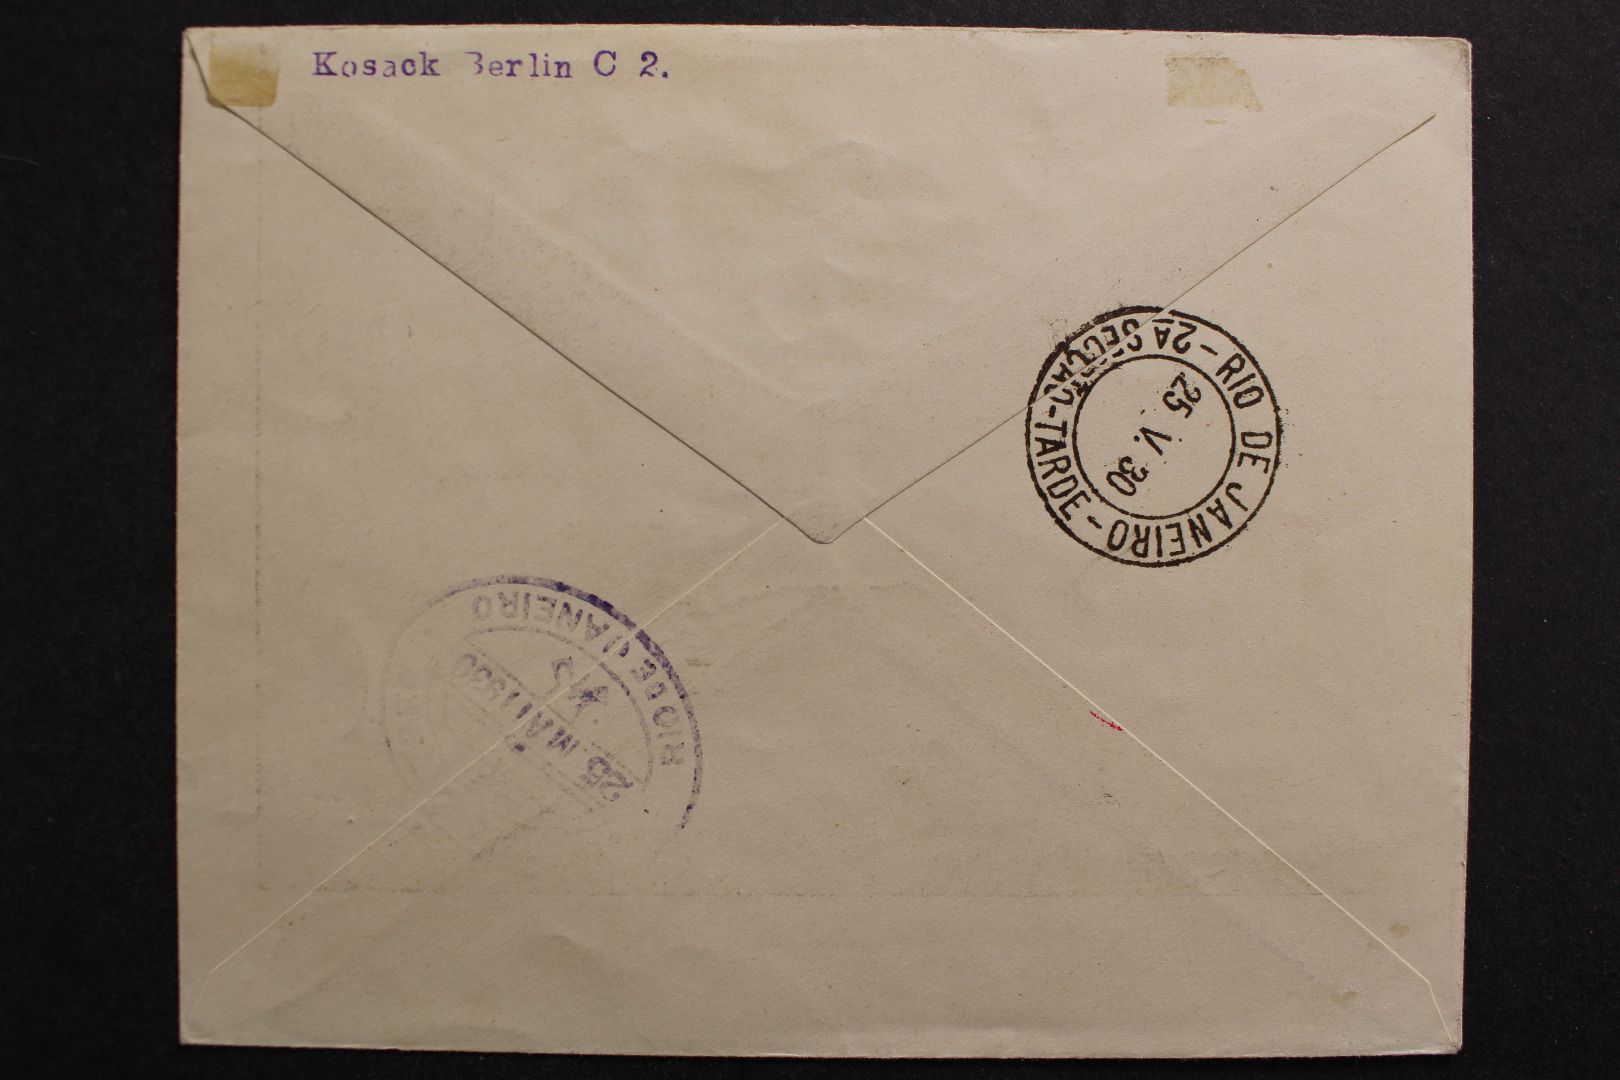 Kosack Berlin C 2.
RIO DE JANEIRO - 2A SECÇÃO-TARDE -
25 V. 30
RIO DE JANEIRO
25 MAI 1930